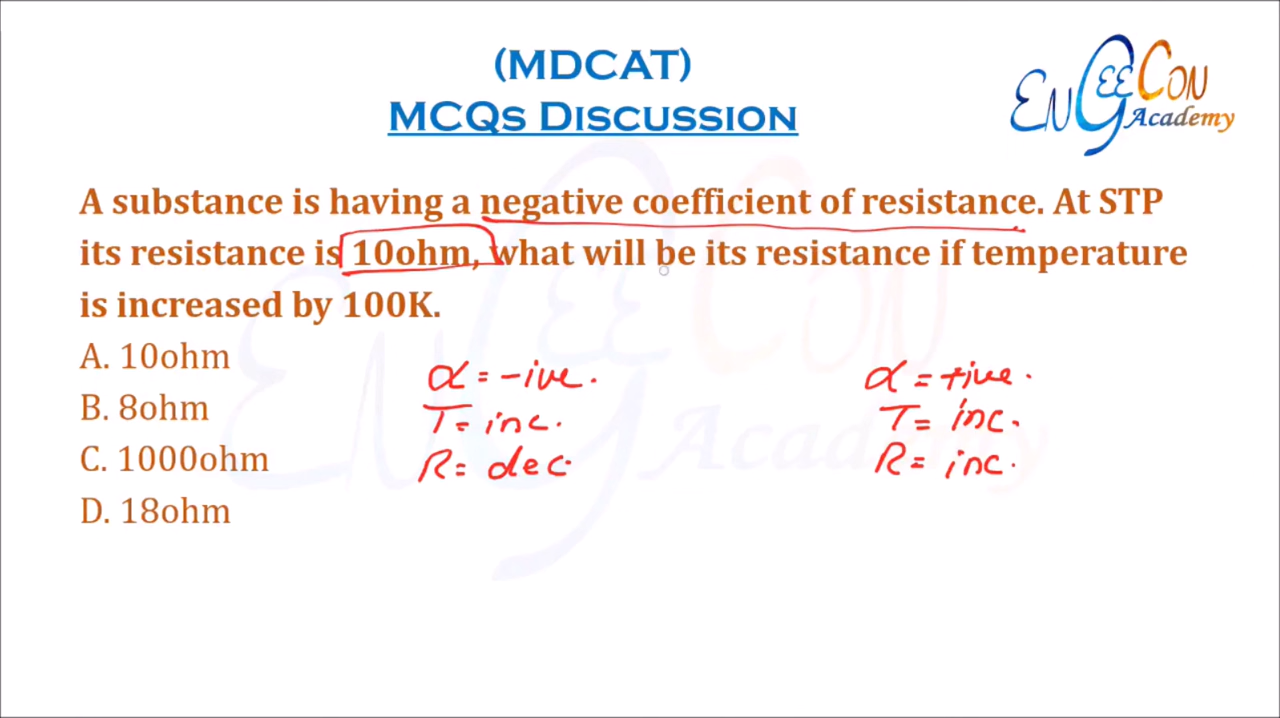 (MDCAT)
MCQs Discussion
EnGeeCon
Academy
A substance is having a negative coefficient of resistance. At STP
its resistance is 10ohm, what will be its resistance if temperature
is increased by 100K.
A. 10ohm
B. 8ohm
C. 1000ohm
D. 18ohm
α = -ive.
T = inc.
R = dec.
α = +ive.
T = inc.
R = inc.
EnGeeCon
Academy